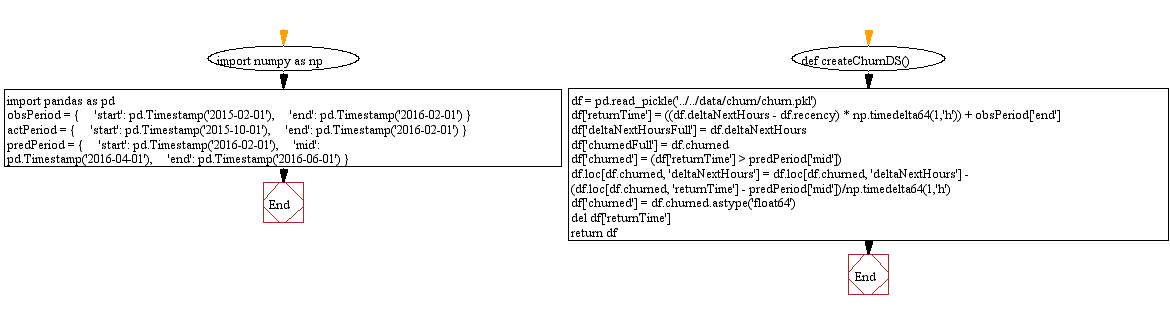 import numpy as np
import pandas as pd
obsPeriod = {     'start': pd.Timestamp('2015-02-01'),     'end': pd.Timestamp('2016-02-01') }
actPeriod = {     'start': pd.Timestamp('2015-10-01'),     'end': pd.Timestamp('2016-02-01') }
predPeriod = {     'start': pd.Timestamp('2016-02-01'),     'mid':
pd.Timestamp('2016-04-01'),     'end': pd.Timestamp('2016-06-01') }
End
def createChurnDS()
df = pd.read_pickle('../../data/churn/churn.pkl')
df['returnTime'] = ((df.deltaNextHours - df.recency) * np.timedelta64(1,'h')) + obsPeriod['end']
df['deltaNextHoursFull'] = df.deltaNextHours
df['churnedFull'] = df.churned
df['churned'] = (df['returnTime'] > predPeriod['mid'])
df.loc[df.churned, 'deltaNextHours'] = df.loc[df.churned, 'deltaNextHours'] -
(df.loc[df.churned, 'returnTime'] - predPeriod['mid'])/np.timedelta64(1,'h')
df['churned'] = df.churned.astype('float64')
del df['returnTime']
return df
End